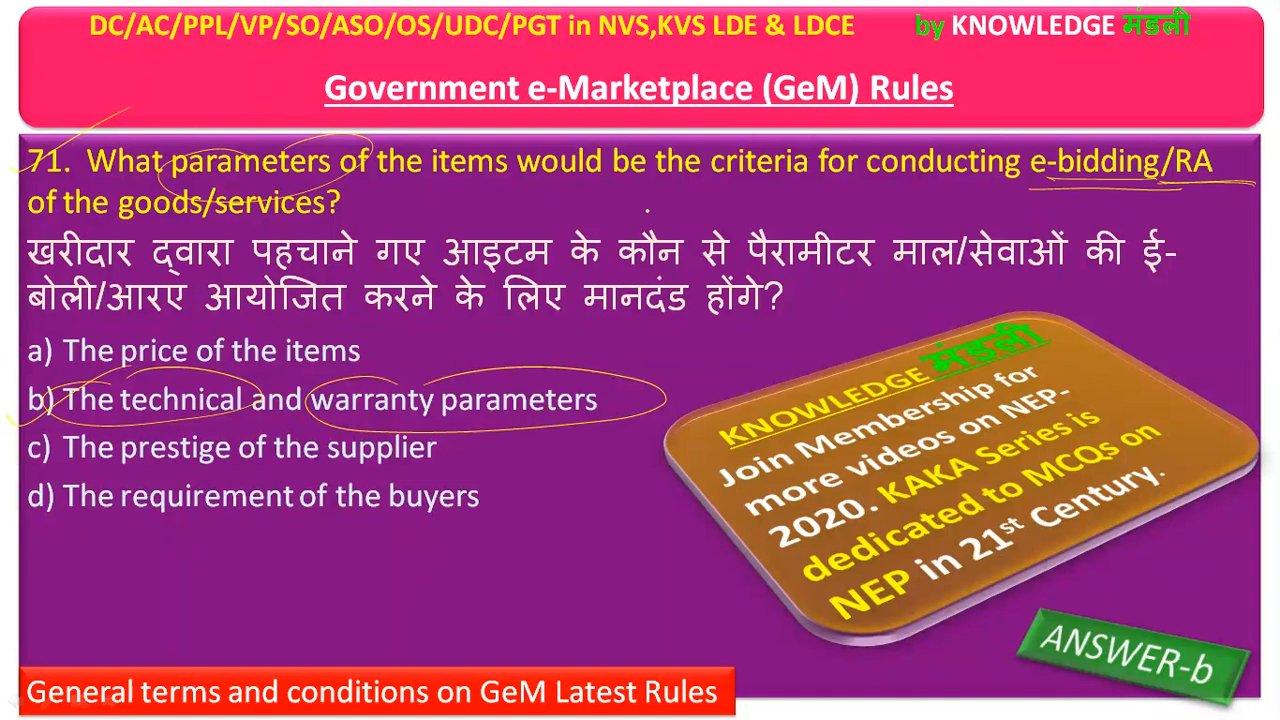 DC/AC/PPL/VP/SO/ASO/OS/UDC/PGT in NVS,KVS LDE & LDCE by KNOWLEDGE मंडली
Government e-Marketplace (GeM) Rules
71. What parameters of the items would be the criteria for conducting e-bidding/RA
of the goods/services?
खरीदार द्वारा पहचाने गए आइटम के कौन से पैरामीटर माल/सेवाओं की ई-
बोली/आरए आयोजित करने के लिए मानदंड होंगे?
a) The price of the items
b) The technical and warranty parameters
c) The prestige of the supplier
d) The requirement of the buyers
KNOWLEDGE मंडली
Join Membership for
more videos on NEP-
2020. KAKA Series is
dedicated to MCQs on
NEP in 21st Century.
ANSWER-b
General terms and conditions on GeM Latest Rules